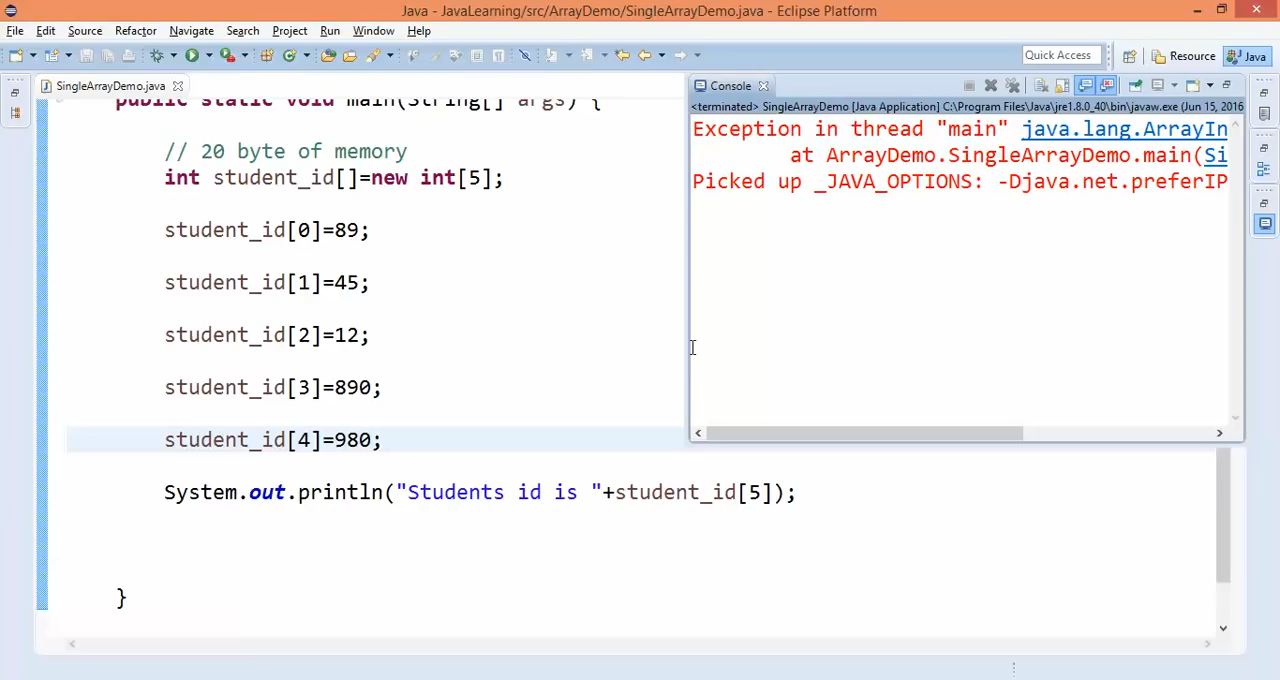 Java - JavaLearning/src/ArrayDemo/SingleArrayDemo.java - Eclipse Platform
File Edit Source Refactor Navigate Search Project Run Window Help
Quick Access Resource Java
SingleArrayDemo.java
public static void main(String[] args) {
// 20 byte of memory
int student_id[]=new int[5];
student_id[0]=89;
student_id[1]=45;
student_id[2]=12;
student_id[3]=890;
student_id[4]=980;
System.out.println("Students id is "+student_id[5]);
}
Console
<terminated> SingleArrayDemo [Java Application] C:\Program Files\Java\jre1.8.0_40\bin\javaw.exe (Jun 15, 2016
Exception in thread "main" java.lang.ArrayIn
at ArrayDemo.SingleArrayDemo.main(Si
Picked up _JAVA_OPTIONS: -Djava.net.preferIP